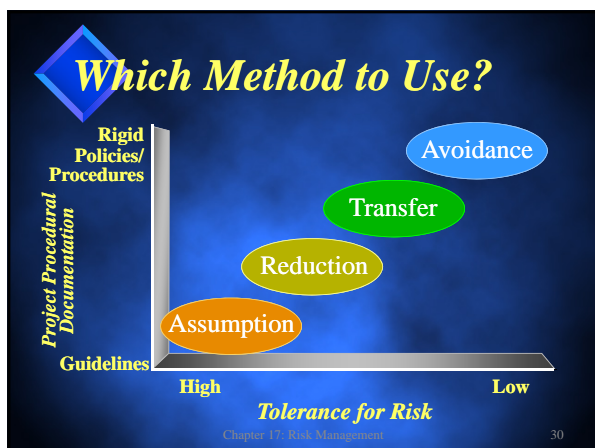 Which Method to Use?
Rigid
Policies/
Procedures
Avoidance
Transfer
Project Procedural
Documentation
Reduction
Assumption
Guidelines
High
Low
Tolerance for Risk
Chapter 17: Risk Management
30